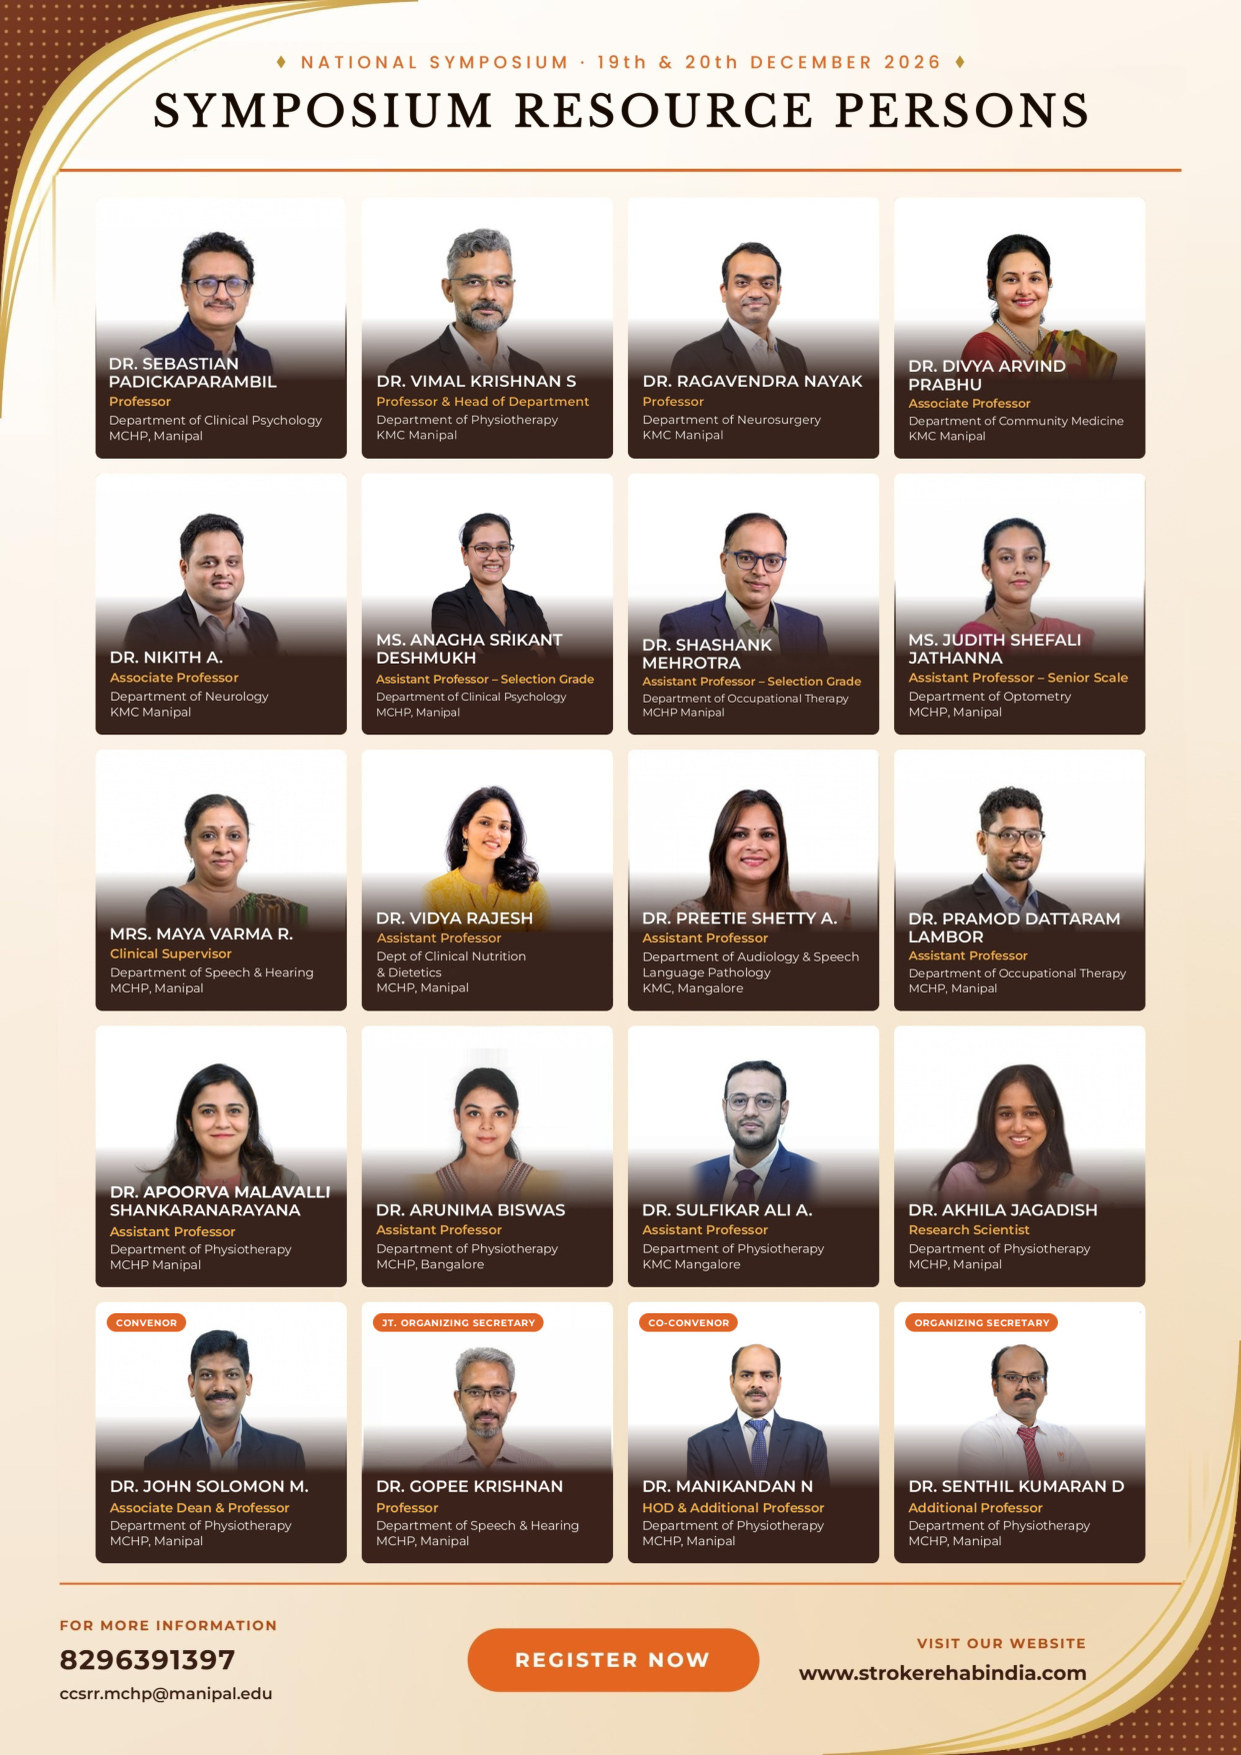 NATIONAL SYMPOSIUM · 19th & 20th DECEMBER 2026
SYMPOSIUM RESOURCE PERSONS
DR. SEBASTIAN
PADICKAPARAMBIL
Professor
Department of Clinical Psychology
MCHP, Manipal
DR. VIMAL KRISHNAN S
Professor & Head of Department
Department of Physiotherapy
KMC Manipal
DR. RAGAVENDRA NAYAK
Professor
Department of Neurosurgery
KMC Manipal
DR. DIVYA ARVIND
PRABHU
Associate Professor
Department of Community Medicine
KMC Manipal
DR. NIKITH A.
Associate Professor
Department of Neurology
KMC Manipal
MS. ANAGHA SRIKANT
DESHMUKH
Assistant Professor – Selection Grade
Department of Clinical Psychology
MCHP, Manipal
DR. SHASHANK
MEHROTRA
Assistant Professor – Selection Grade
Department of Occupational Therapy
MCHP Manipal
MS. JUDITH SHEFALI
JATHANNA
Assistant Professor – Senior Scale
Department of Optometry
MCHP, Manipal
MRS. MAYA VARMA R.
Clinical Supervisor
Department of Speech & Hearing
MCHP, Manipal
DR. VIDYA RAJESH
Assistant Professor
Dept of Clinical Nutrition
& Dietetics
MCHP, Manipal
DR. PREETIE SHETTY A.
Assistant Professor
Department of Audiology & Speech
Language Pathology
KMC, Mangalore
DR. PRAMOD DATTARAM
LAMBOR
Assistant Professor
Department of Occupational Therapy
MCHP, Manipal
DR. APOORVA MALAVALLI
SHANKARANARAYANA
Assistant Professor
Department of Physiotherapy
MCHP Manipal
DR. ARUNIMA BISWAS
Assistant Professor
Department of Physiotherapy
MCHP, Bangalore
DR. SULFIKAR ALI A.
Assistant Professor
Department of Physiotherapy
KMC Mangalore
DR. AKHILA JAGADISH
Research Scientist
Department of Physiotherapy
MCHP, Manipal
CONVENOR
DR. JOHN SOLOMON M.
Associate Dean & Professor
Department of Physiotherapy
MCHP, Manipal
JT. ORGANIZING SECRETARY
DR. GOPEE KRISHNAN
Professor
Department of Speech & Hearing
MCHP, Manipal
CO-CONVENOR
DR. MANIKANDAN N
HOD & Additional Professor
Department of Physiotherapy
MCHP, Manipal
ORGANIZING SECRETARY
DR. SENTHIL KUMARAN D
Additional Professor
Department of Physiotherapy
MCHP, Manipal
FOR MORE INFORMATION
8296391397
ccsrr.mchp@manipal.edu
REGISTER NOW
VISIT OUR WEBSITE
www.strokerehabindia.com